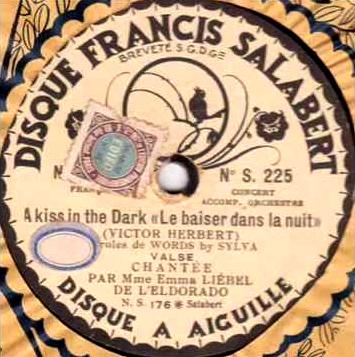 DISQUE FRANCIS SALABERT
BREVETÉ S.G.D.G.
N° S. 225
CONCERT
ACCOMP. ORCHESTRE
A kiss in the Dark «Le baiser dans la nuit»
(VICTOR HERBERT)
roles de WORDS by SYLVA
VALSE
CHANTÉE
PAR Mme Emma LIÉBEL
DE L'ELDORADO
N. S. 176 Salabert
DISQUE A AIGUILLE